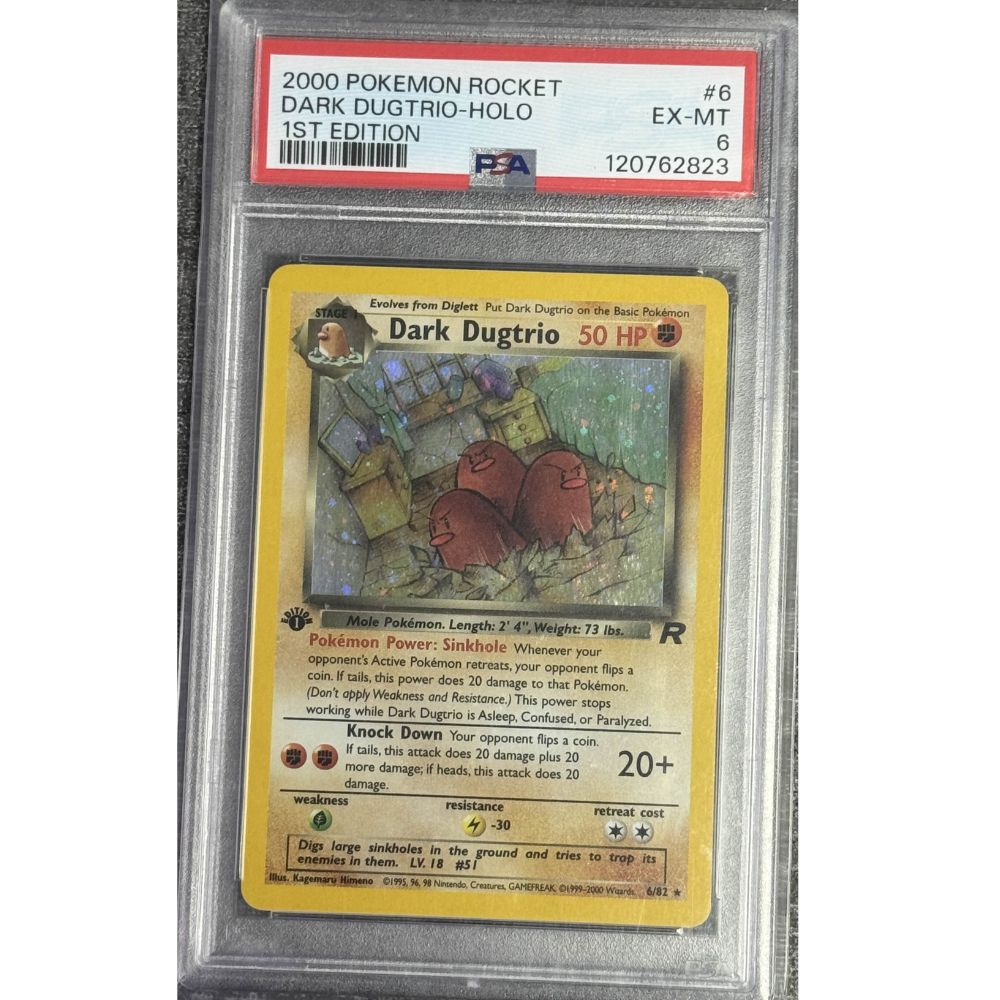 2000 POKEMON ROCKET #6
DARK DUGTRIO-HOLO EX-MT
1ST EDITION 6
PSA 120762823
STAGE 1
Evolves from Diglett Put Dark Dugtrio on the Basic Pokémon
Dark Dugtrio 50 HP
EDITION
1
Mole Pokémon. Length: 2' 4", Weight: 73 lbs.
R
Pokémon Power: Sinkhole Whenever your
opponent's Active Pokémon retreats, your opponent flips a
coin. If tails, this power does 20 damage to that Pokémon.
(Don't apply Weakness and Resistance.) This power stops
working while Dark Dugtrio is Asleep, Confused, or Paralyzed.
Knock Down Your opponent flips a coin.
If tails, this attack does 20 damage plus 20
more damage; if heads, this attack does 20
damage.
20+
weakness resistance retreat cost
-30
Digs large sinkholes in the ground and tries to trap its
enemies in them. LV. 18 #51
Illus. Kagemaru Himeno ©1995, 96, 98 Nintendo, Creatures, GAMEFREAK. ©1999-2000 Wizards. 6/82 ★